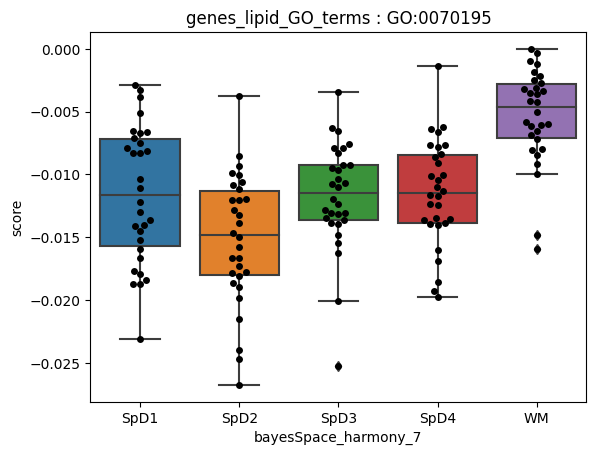 genes_lipid_GO_terms : GO:0070195
0.000
−0.005
−0.010
−0.015
−0.020
−0.025
score
SpD1 SpD2 SpD3 SpD4 WM
bayesSpace_harmony_7